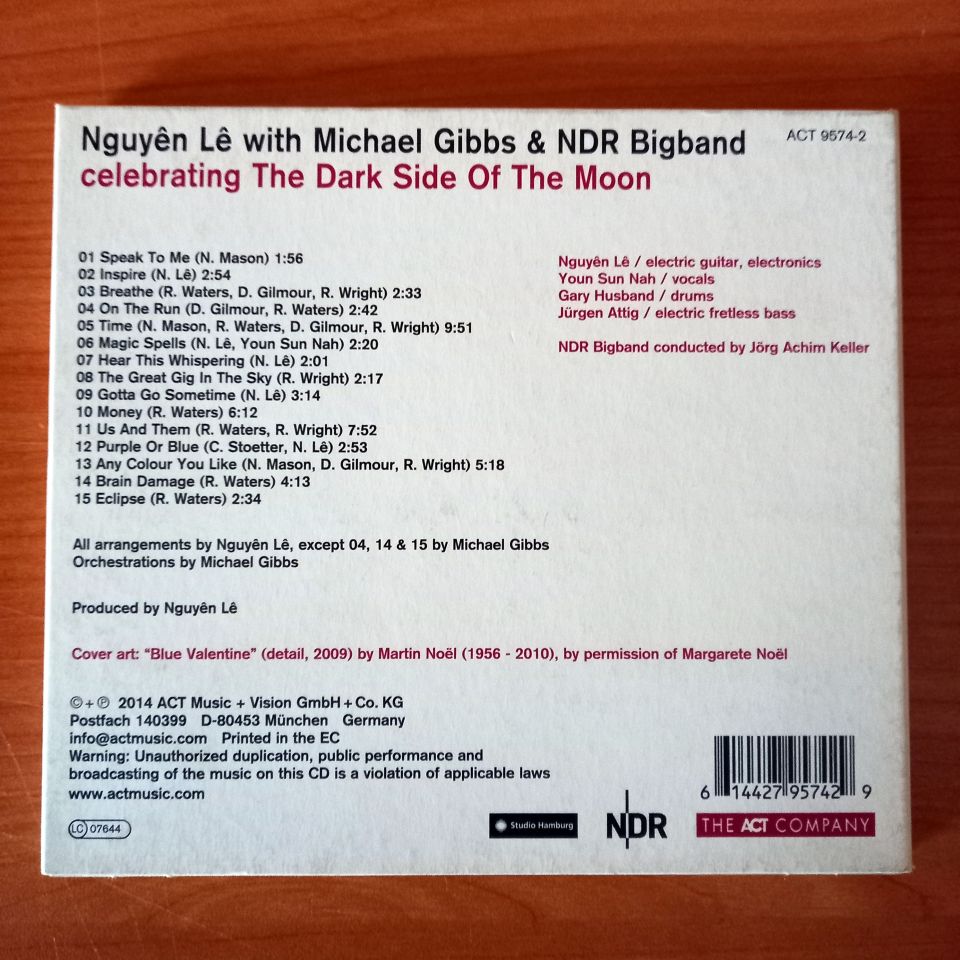 Nguyên Lê with Michael Gibbs & NDR Bigband
ACT 9574-2
celebrating The Dark Side Of The Moon
01 Speak To Me (N. Mason) 1:56
02 Inspire (N. Lê) 2:54
03 Breathe (R. Waters, D. Gilmour, R. Wright) 2:33
04 On The Run (D. Gilmour, R. Waters) 2:42
05 Time (N. Mason, R. Waters, D. Gilmour, R. Wright) 9:51
06 Magic Spells (N. Lê, Youn Sun Nah) 2:20
07 Hear This Whispering (N. Lê) 2:01
08 The Great Gig In The Sky (R. Wright) 2:17
09 Gotta Go Sometime (N. Lê) 3:14
10 Money (R. Waters) 6:12
11 Us And Them (R. Waters, R. Wright) 7:52
12 Purple Or Blue (C. Stoetter, N. Lê) 2:53
13 Any Colour You Like (N. Mason, D. Gilmour, R. Wright) 5:18
14 Brain Damage (R. Waters) 4:13
15 Eclipse (R. Waters) 2:34
Nguyên Lê / electric guitar, electronics
Youn Sun Nah / vocals
Gary Husband / drums
Jürgen Attig / electric fretless bass
NDR Bigband conducted by Jörg Achim Keller
All arrangements by Nguyên Lê, except 04, 14 & 15 by Michael Gibbs
Orchestrations by Michael Gibbs
Produced by Nguyên Lê
Cover art: “Blue Valentine” (detail, 2009) by Martin Noël (1956 - 2010), by permission of Margarete Noël
©+℗ 2014 ACT Music + Vision GmbH+Co. KG
Postfach 140399 D-80453 München Germany
info@actmusic.com Printed in the EC
Warning: Unauthorized duplication, public performance and
broadcasting of the music on this CD is a violation of applicable laws
www.actmusic.com
LC 07644
Studio Hamburg
NDR
6 14427 95742 9
THE ACT COMPANY